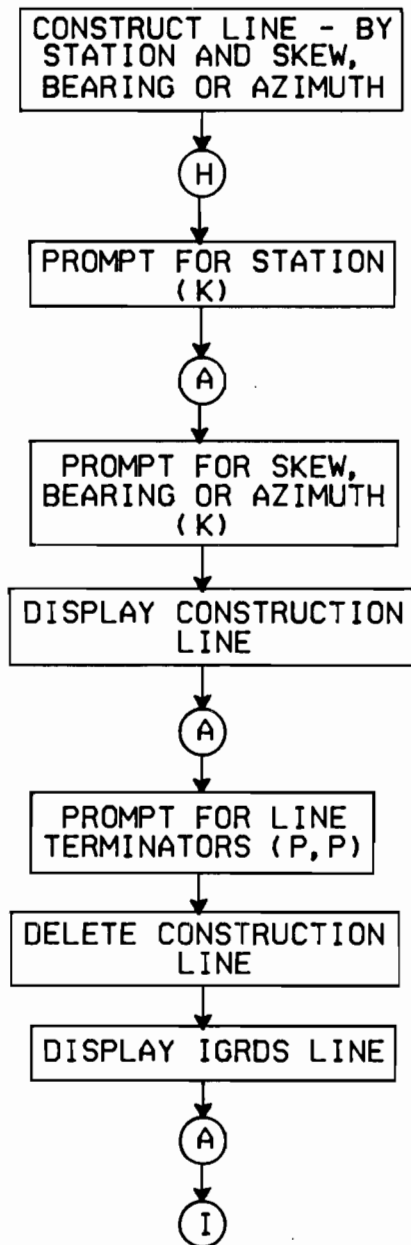 CONSTRUCT LINE - BY
STATION AND SKEW,
BEARING OR AZIMUTH
H
PROMPT FOR STATION
(K)
A
PROMPT FOR SKEW,
BEARING OR AZIMUTH
(K)
DISPLAY CONSTRUCTION
LINE
A
PROMPT FOR LINE
TERMINATORS (P,P)
DELETE CONSTRUCTION
LINE
DISPLAY IGRDS LINE
A
I